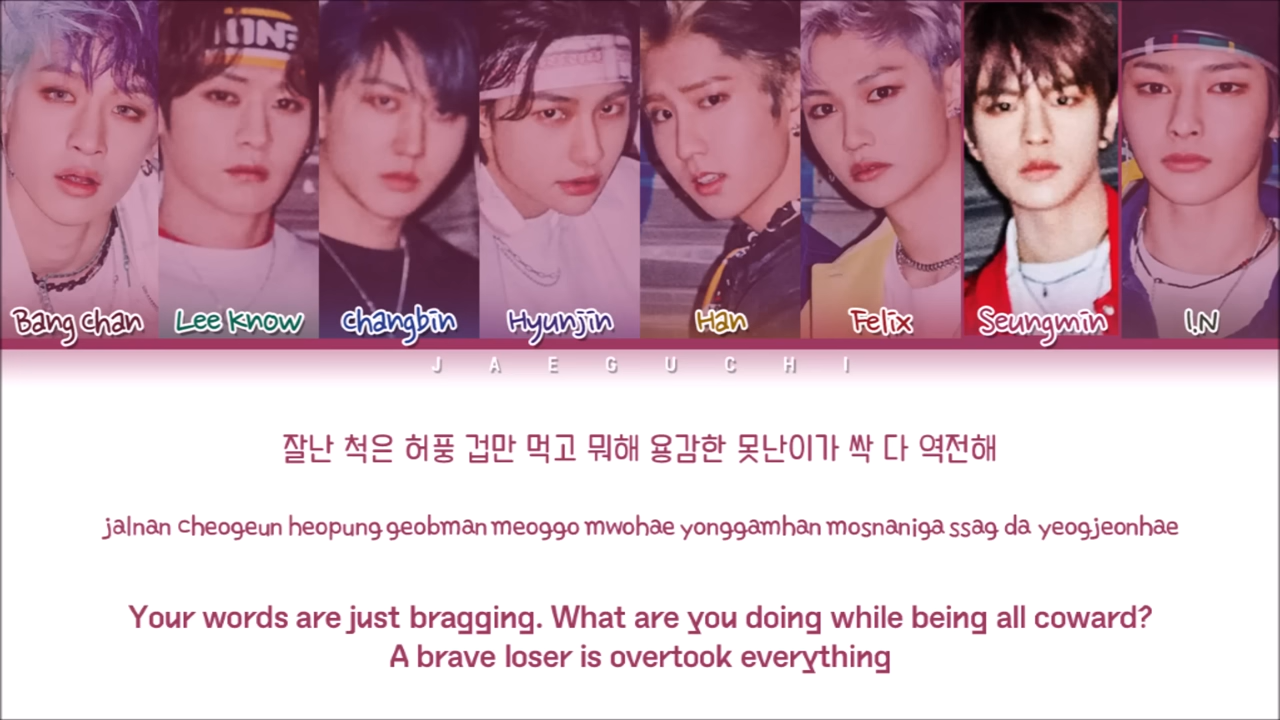 Bang Chan Lee Know Changbin Hyunjin Han Felix Seungmin I.N
J A E G U C H I
잘난 척은 허풍 겁만 먹고 뭐해 용감한 못난이가 싹 다 역전해
jalnan cheogeun heopung geobman meoggo mwohae yonggamhan mosnaniga ssag da yeogjeonhae
Your words are just bragging. What are you doing while being all coward?
A brave loser is overtook everything